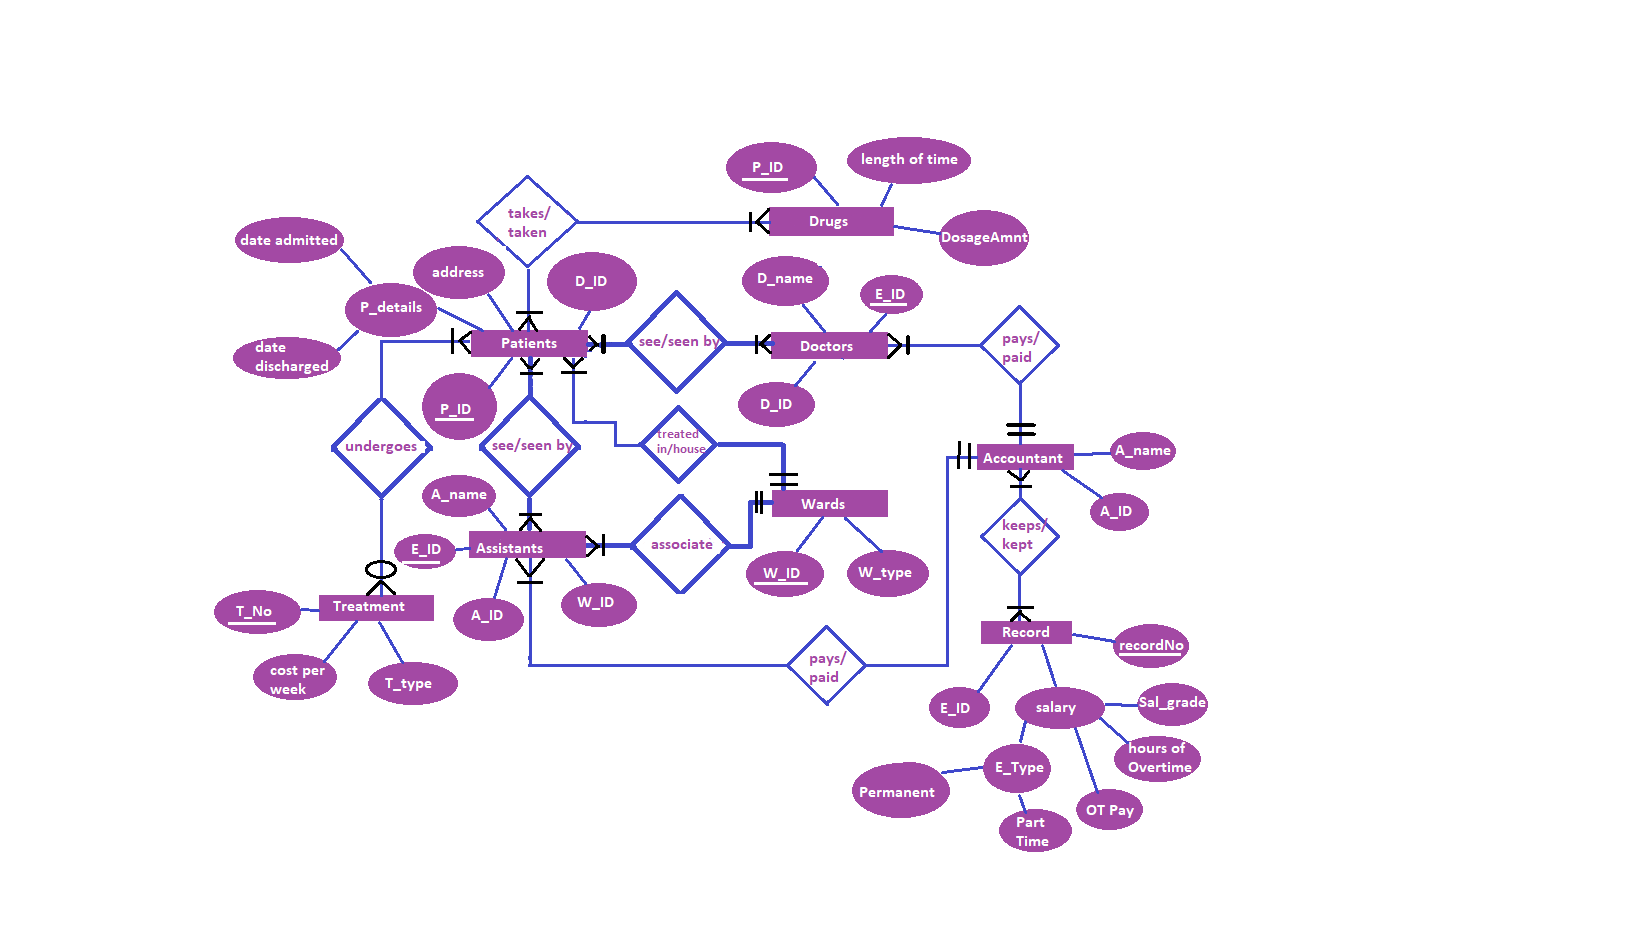 P_ID
length of time
takes/
taken
Drugs
date admitted
DosageAmnt
address
D_ID
D_name
E_ID
P_details
Patients
see/seen by
Doctors
pays/
paid
date
discharged
P_ID
D_ID
undergoes
see/seen by
treated
in/house
Accountant
A_name
A_name
Wards
A_ID
E_ID
Assistants
associate
keeps/
kept
W_ID
W_type
T_No
Treatment
A_ID
W_ID
Record
recordNo
cost per
week
T_type
pays/
paid
E_ID
salary
Sal_grade
hours of
Overtime
E_Type
Permanent
OT Pay
Part
Time